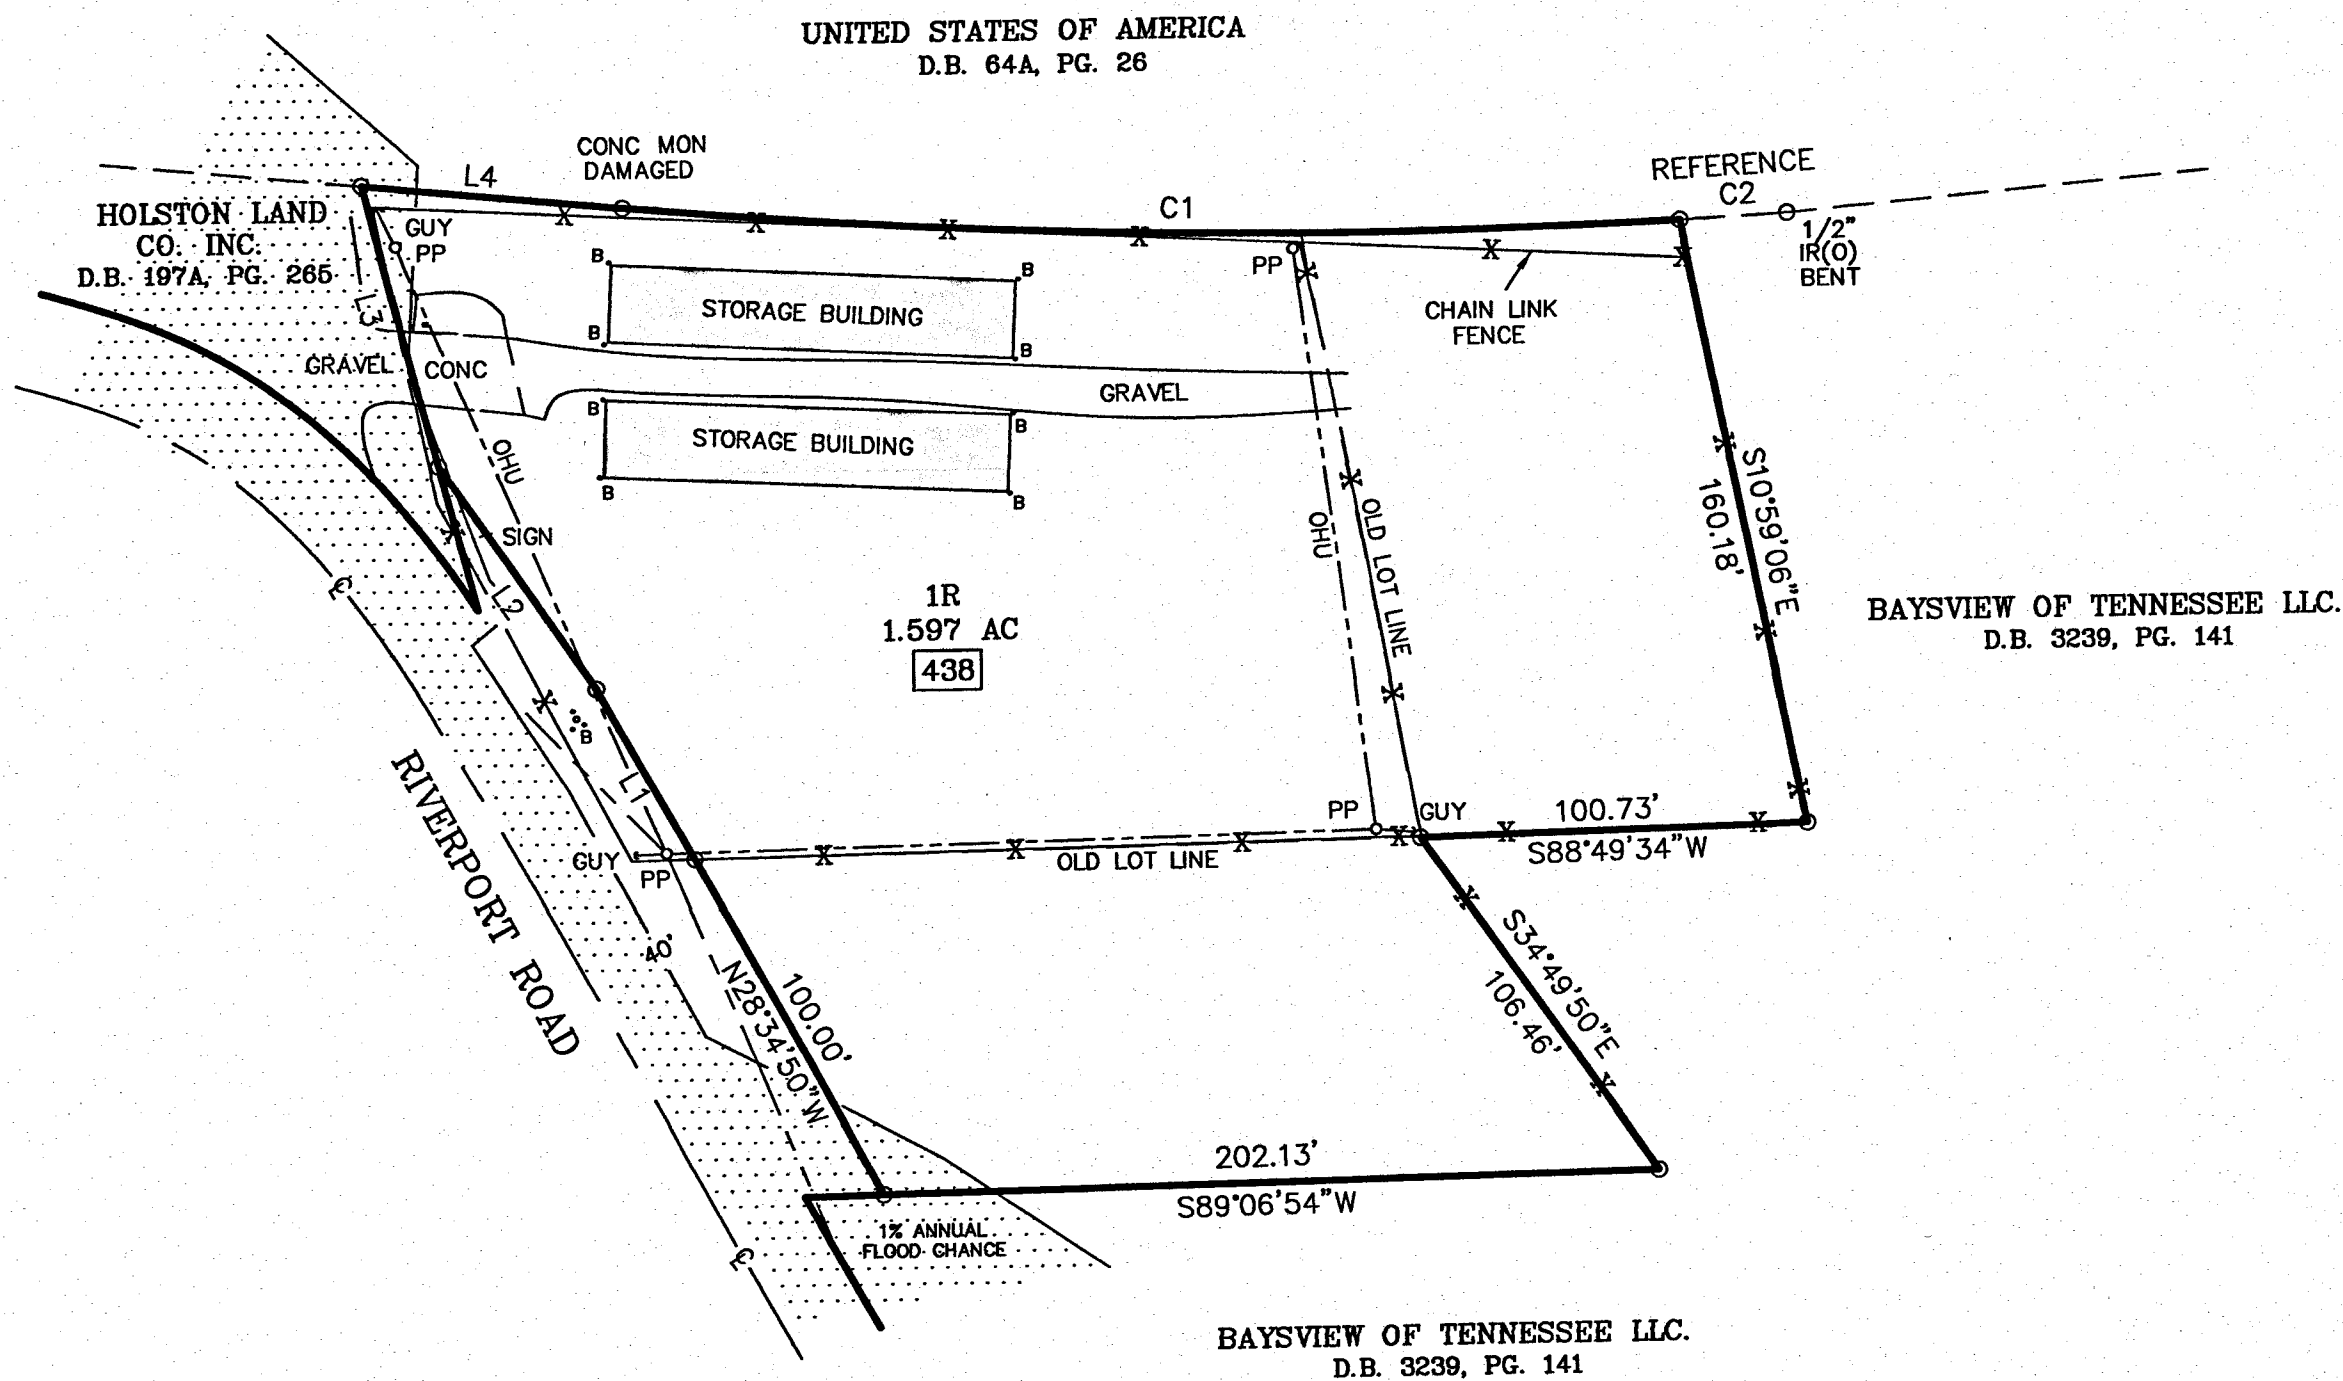 UNITED STATES OF AMERICA
D.B. 64A, PG. 26
CONC MON
DAMAGED
L4
C1
REFERENCE
C2
1/2"
IR(O)
BENT
HOLSTON LAND
CO. INC.
D.B. 197A, PG. 265
GUY
PP
L3
B
B
STORAGE BUILDING
B
B
PP
CHAIN LINK
FENCE
GRAVEL
CONC
GRAVEL
B
B
STORAGE BUILDING
B
B
OHU
SIGN
L2
OHU
OLD LOT LINE
S10°59'06"E
160.18'
1R
1.597 AC
438
BAYSVIEW OF TENNESSEE LLC.
D.B. 3239, PG. 141
℄
B
L1
RIVERPORT ROAD
GUY
PP
OLD LOT LINE
PP
GUY
100.73'
S88°49'34"W
40'
N28°34'50"W
100.00'
S34°49'50"E
106.46'
202.13'
S89°06'54"W
1% ANNUAL
FLOOD CHANCE
℄
BAYSVIEW OF TENNESSEE LLC.
D.B. 3239, PG. 141